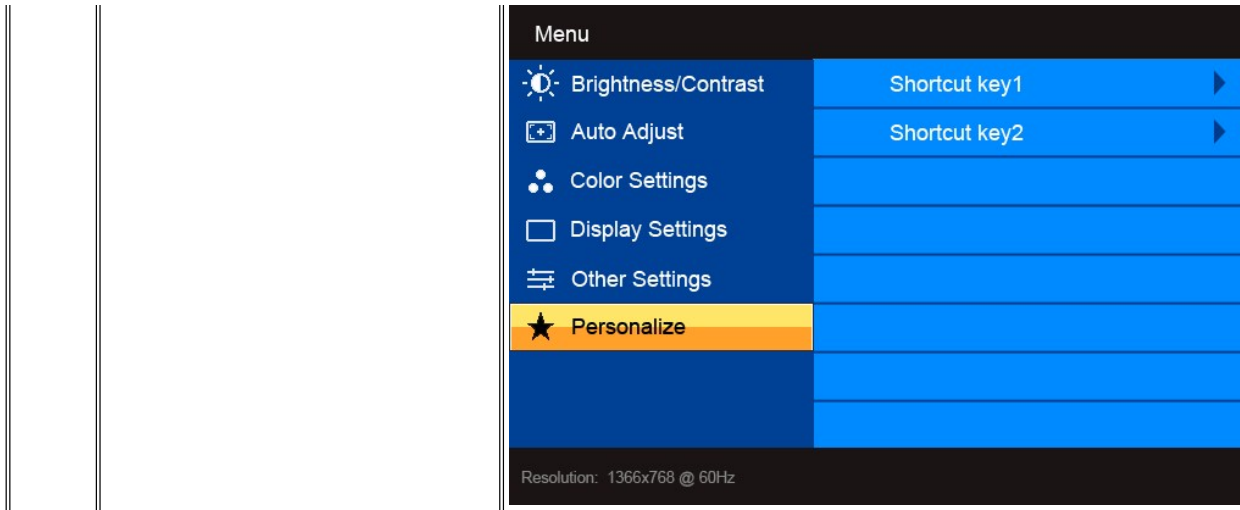 Menu
Brightness/Contrast
Auto Adjust
Color Settings
Display Settings
Other Settings
Personalize
Shortcut key1
Shortcut key2
Resolution: 1366x768 @ 60Hz